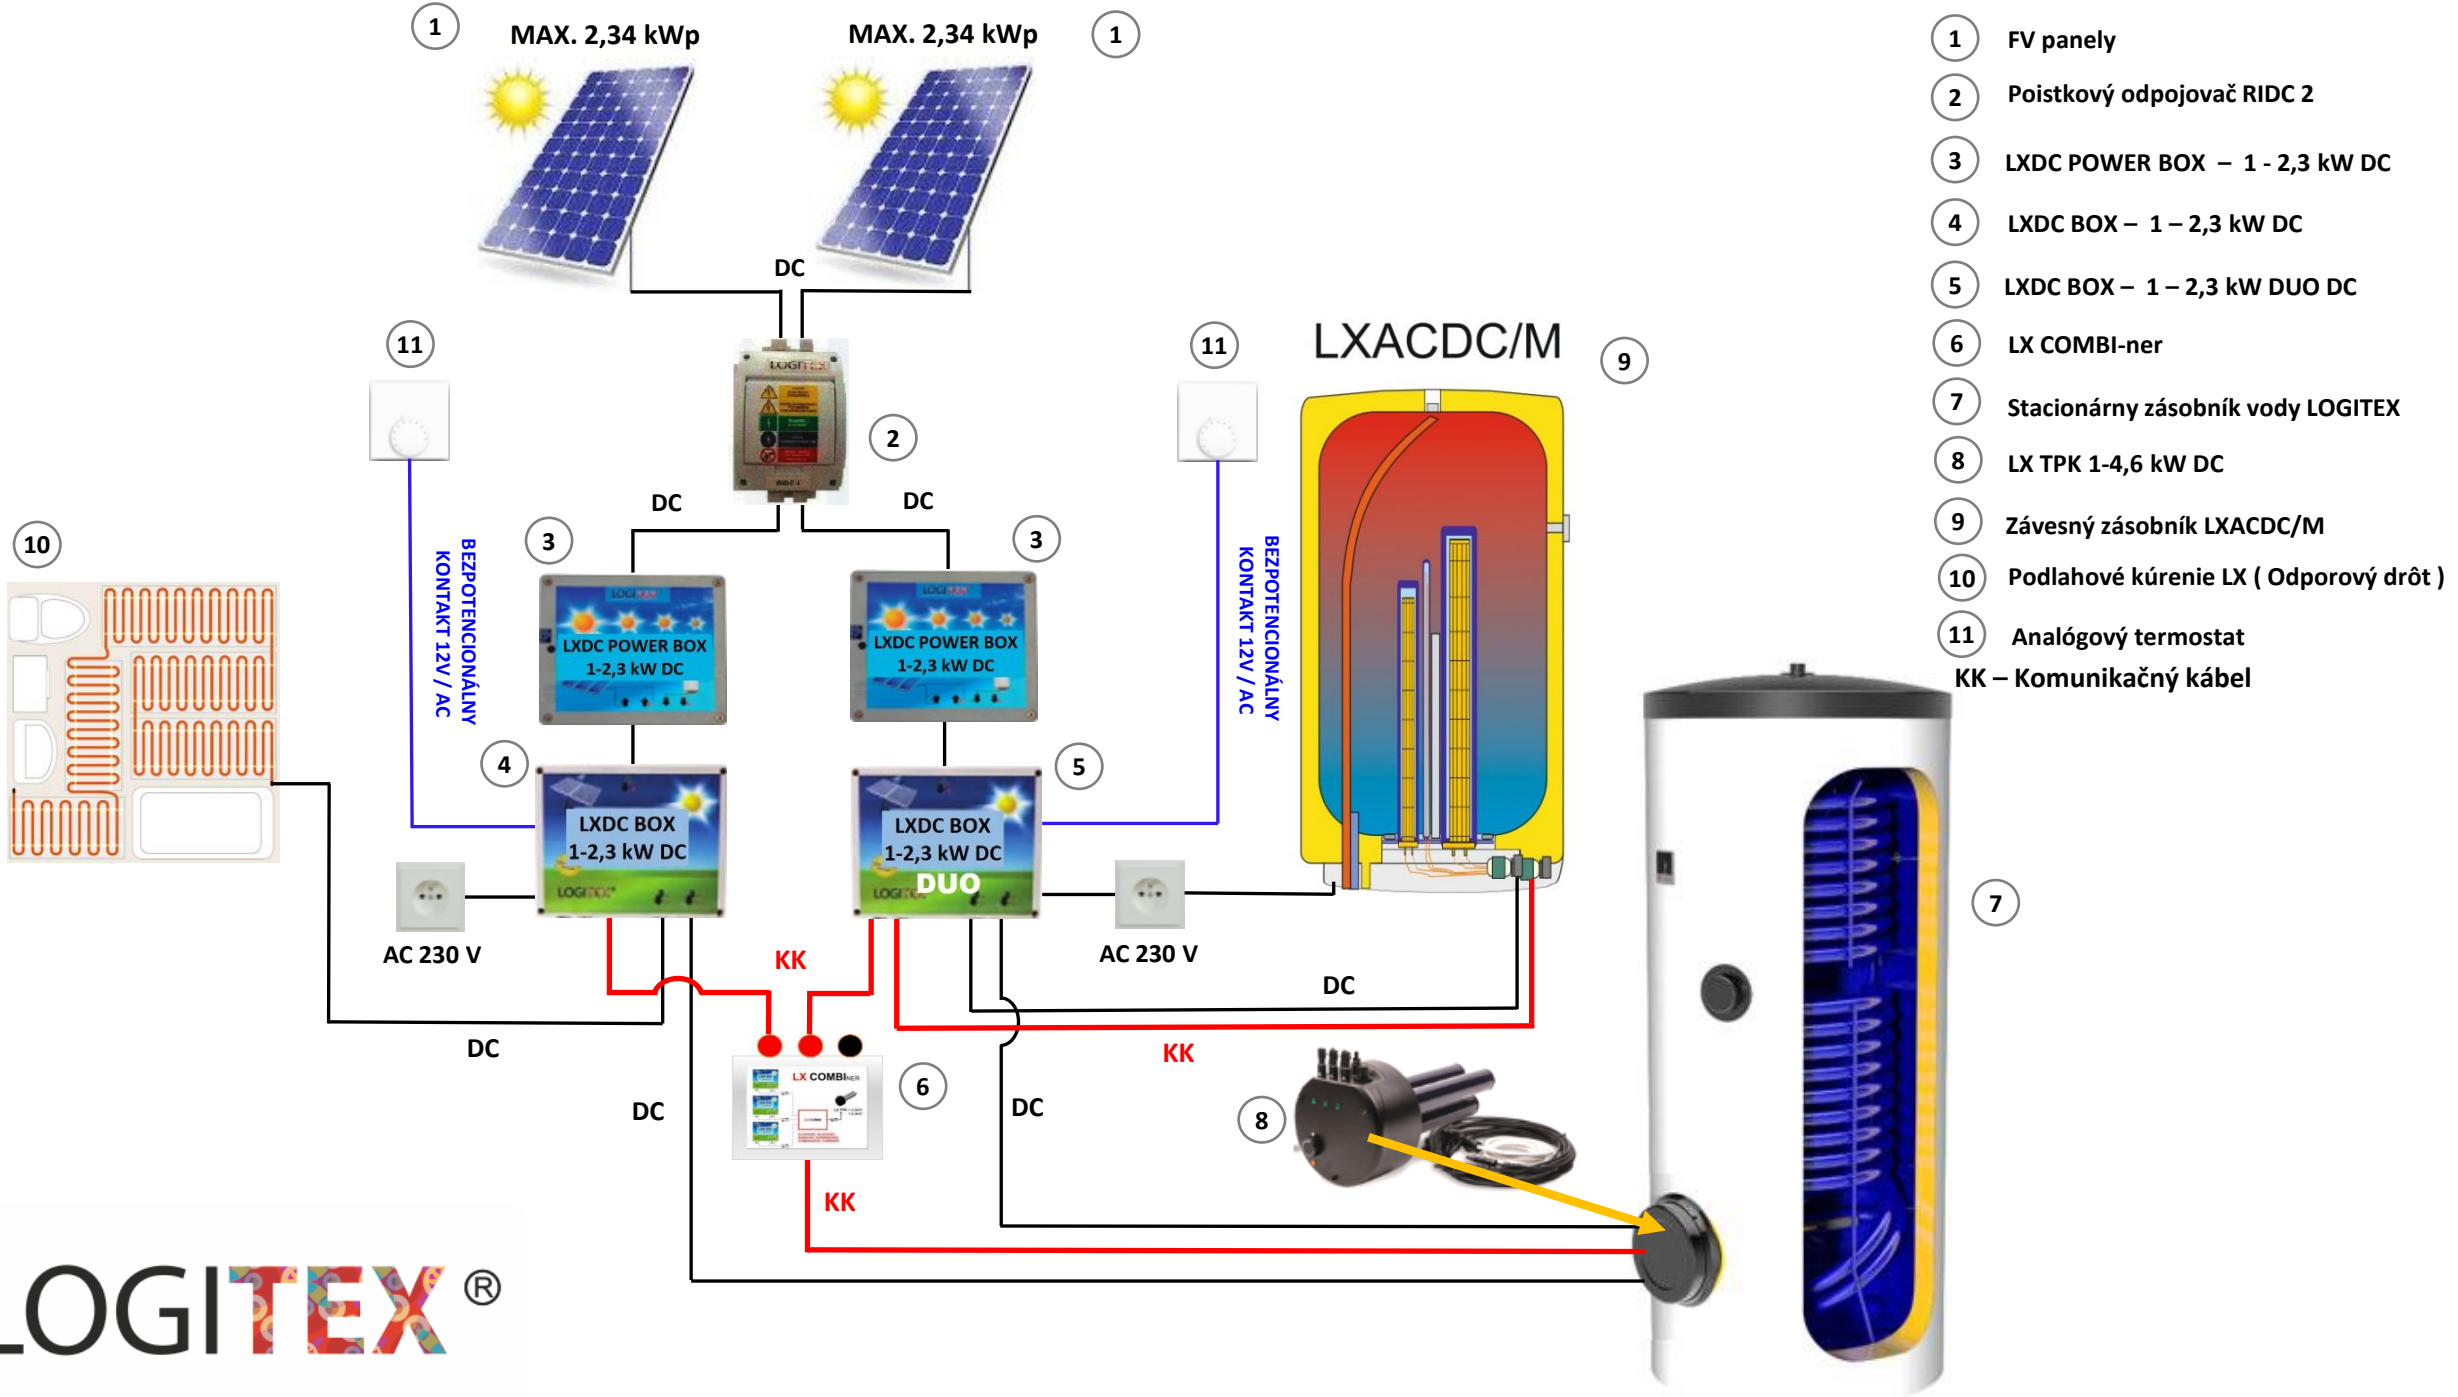 1
MAX. 2,34 kWp
MAX. 2,34 kWp
1
1 FV panely
2 Poistkový odpojovač RIDC 2
3 LXDC POWER BOX – 1 - 2,3 kW DC
4 LXDC BOX – 1 – 2,3 kW DC
5 LXDC BOX – 1 – 2,3 kW DUO DC
6 LX COMBI-ner
7 Stacionárny zásobník vody LOGITEX
8 LX TPK 1-4,6 kW DC
9 Závesný zásobník LXACDC/M
10 Podlahové kúrenie LX ( Odporový drôt )
11 Analógový termostat
KK – Komunikačný kábel
DC
11
11
LXACDC/M
9
LOGITEX
2
DC
DC
10
3
3
BEZPOTENCIONÁLNY
KONTAKT 12V / AC
BEZPOTENCIONÁLNY
KONTAKT 12V / AC
LOGITEX
LXDC POWER BOX
1-2,3 kW DC
LOGITEX
LXDC POWER BOX
1-2,3 kW DC
4
5
LXDC BOX
1-2,3 kW DC
LOGITEX®
LXDC BOX
1-2,3 kW DC
DUO
LOGITEX
7
AC 230 V
KK
AC 230 V
DC
DC
KK
LX COMBINER
6
DC
DC
8
KK
LOGITEX®